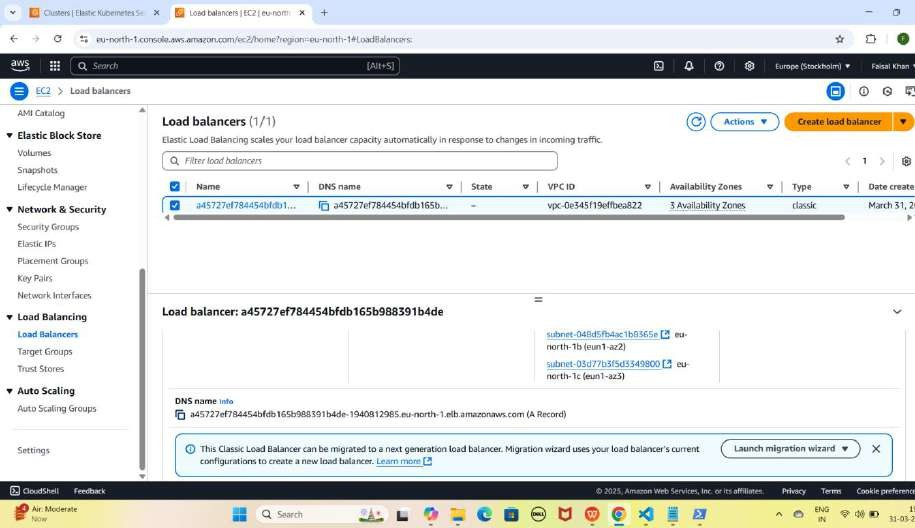 Clusters | Elastic Kubernetes Se
Load balancers | EC2 | eu-north-
eu-north-1.console.aws.amazon.com/ec2/home?region=eu-north-1#LoadBalancers:
F
aws
Search [Alt+S]
Europe (Stockholm)
Faisal Khan
EC2 > Load balancers
AMI Catalog
Elastic Block Store
Volumes
Snapshots
Lifecycle Manager
Network & Security
Security Groups
Elastic IPs
Placement Groups
Key Pairs
Network Interfaces
Load Balancing
Load Balancers
Target Groups
Trust Stores
Auto Scaling
Auto Scaling Groups
Settings
Load balancers (1/1)
Actions
Create load balancer
Elastic Load Balancing scales your load balancer capacity automatically in response to changes in incoming traffic.
Filter load balancers
1
Name DNS name State VPC ID Availability Zones Type Date create
a45727ef784454bfdb1... a45727ef784454bfdb165b... – vpc-0e345f19effbea822 3 Availability Zones classic March 31, 2
Load balancer: a45727ef784454bfdb165b988391b4de
subnet-048d5fb4ac1b8365e eu-
north-1b (eun1-az2)
subnet-03d77b3f5d3349800 eu-
north-1c (eun1-az3)
DNS name Info
a45727ef784454bfdb165b988391b4de-1940812985.eu-north-1.elb.amazonaws.com (A Record)
This Classic Load Balancer can be migrated to a next generation load balancer. Migration wizard uses your load balancer's current
configurations to create a new load balancer. Learn more
Launch migration wizard
CloudShell Feedback
© 2025, Amazon Web Services, Inc. or its affiliates. Privacy Terms Cookie preference
4
Air: Moderate
Now
Search
DELL
ENG
IN
31-03-2